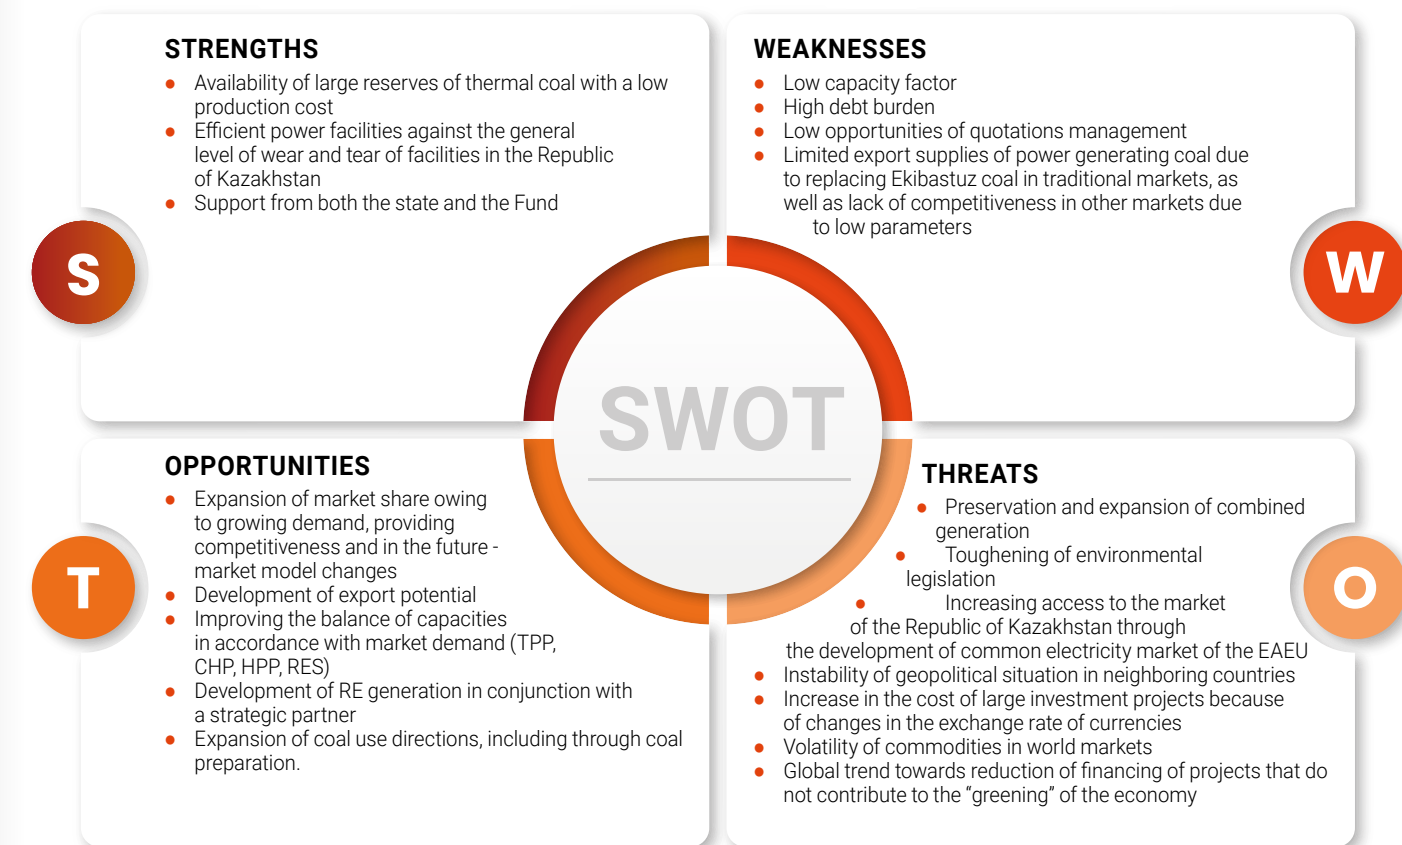 STRENGTHS
● Availability of large reserves of thermal coal with a low
production cost
● Efficient power facilities against the general
level of wear and tear of facilities in the Republic
of Kazakhstan
● Support from both the state and the Fund
S
WEAKNESSES
● Low capacity factor
● High debt burden
● Low opportunities of quotations management
● Limited export supplies of power generating coal due
to replacing Ekibastuz coal in traditional markets, as
well as lack of competitiveness in other markets due
to low parameters
W
SWOT
OPPORTUNITIES
● Expansion of market share owing
to growing demand, providing
competitiveness and in the future -
market model changes
● Development of export potential
● Improving the balance of capacities
in accordance with market demand (TPP,
CHP, HPP, RES)
● Development of RE generation in conjunction with
a strategic partner
● Expansion of coal use directions, including through coal
preparation.
T
THREATS
● Preservation and expansion of combined
generation
● Toughening of environmental
legislation
● Increasing access to the market
of the Republic of Kazakhstan through
the development of common electricity market of the EAEU
● Instability of geopolitical situation in neighboring countries
● Increase in the cost of large investment projects because
of changes in the exchange rate of currencies
● Volatility of commodities in world markets
● Global trend towards reduction of financing of projects that do
not contribute to the “greening” of the economy
O